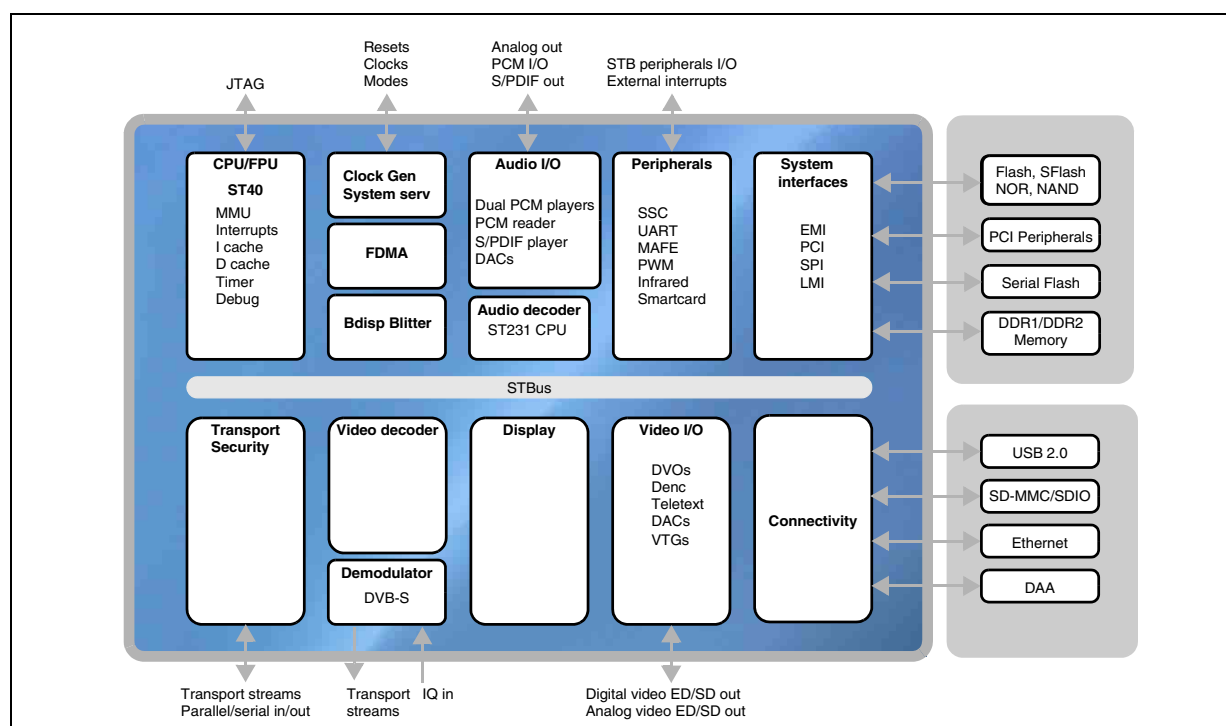 Resets
Clocks
Modes
Analog out
PCM I/O
S/PDIF out
STB peripherals I/O
External interrupts
JTAG
CPU/FPU
ST40
MMU
Interrupts
I cache
D cache
Timer
Debug
Clock Gen
System serv
FDMA
Bdisp Blitter
Audio I/O
Dual PCM players
PCM reader
S/PDIF player
DACs
Audio decoder
ST231 CPU
Peripherals
SSC
UART
MAFE
PWM
Infrared
Smartcard
System
interfaces
EMI
PCI
SPI
LMI
Flash, SFlash
NOR, NAND
PCI Peripherals
Serial Flash
DDR1/DDR2
Memory
STBus
Transport
Security
Video decoder
Demodulator
DVB-S
Display
Video I/O
DVOs
Denc
Teletext
DACs
VTGs
Connectivity
USB 2.0
SD-MMC/SDIO
Ethernet
DAA
Transport streams
Parallel/serial in/out
Transport
streams
IQ in
Digital video ED/SD out
Analog video ED/SD out